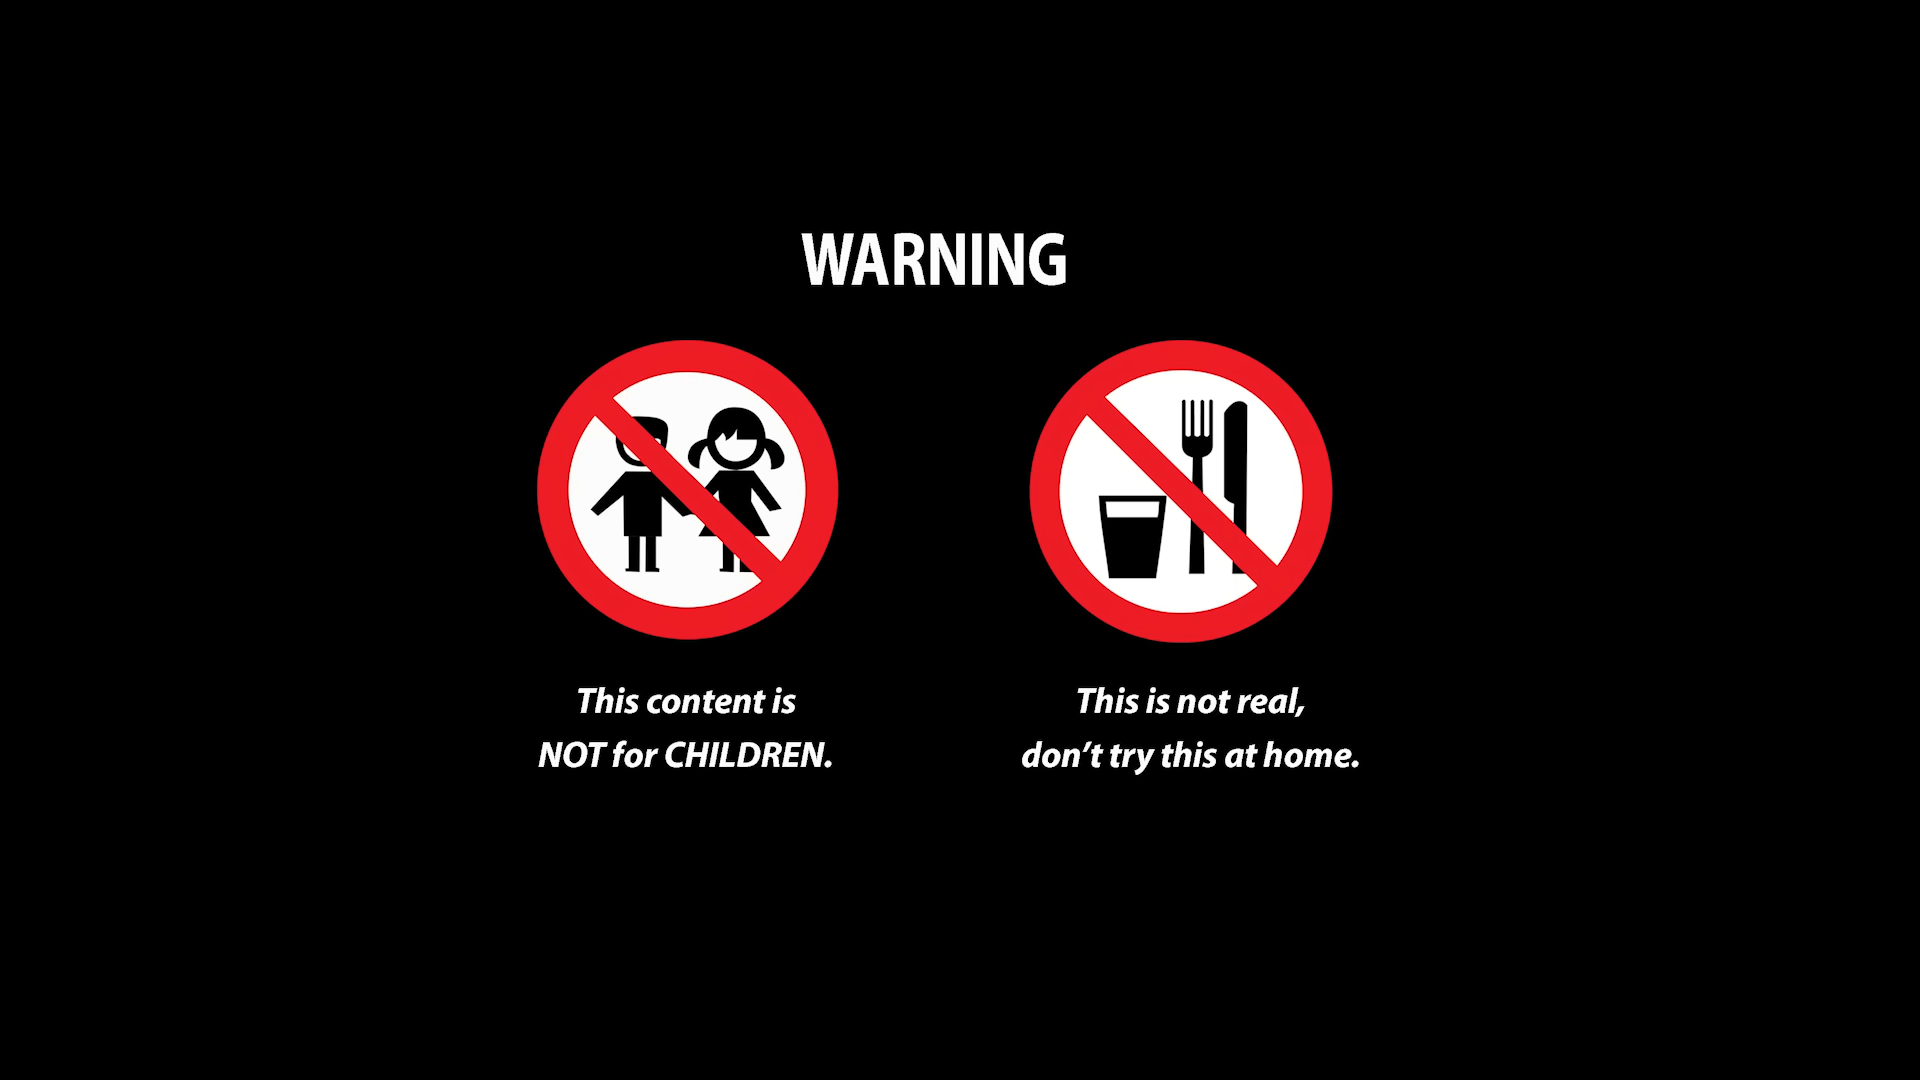 WARNING
This content is
NOT for CHILDREN.
This is not real,
don't try this at home.